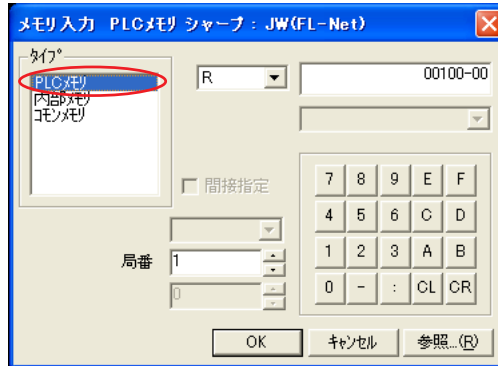 メモリ入力 PLCメモリ シャープ : JW(FL-Net)
タイプ
PLCメモリ
内部メモリ
コモンメモリ
R
00100-00
間接指定
局番
1
0
7 8 9 E F
4 5 6 C D
1 2 3 A B
0 - : CL CR
OK
キャンセル
参照...(R)